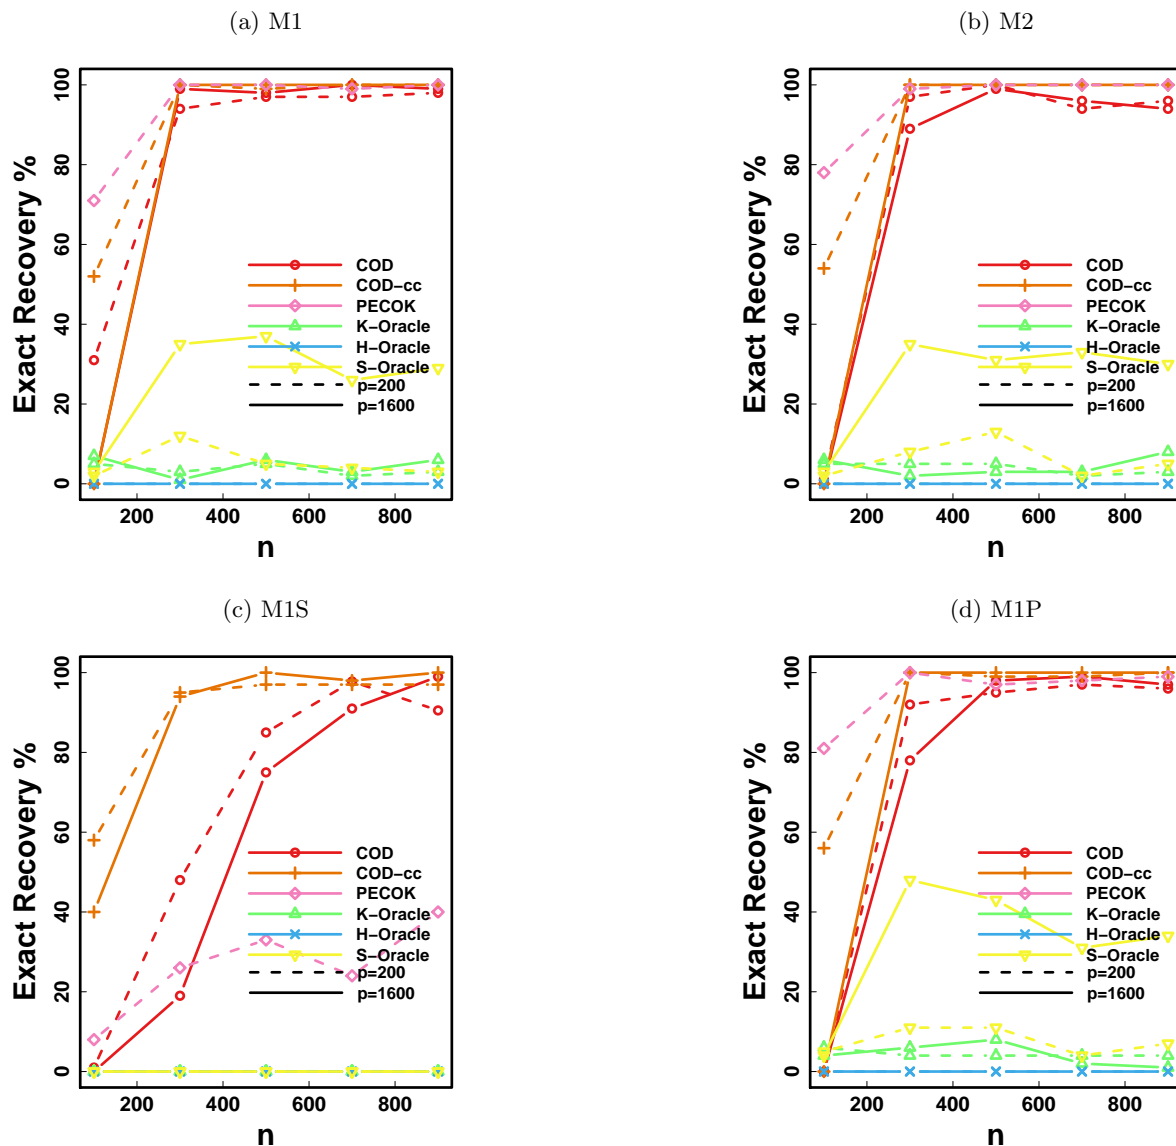 (a) M1
Exact Recovery %
0 20 40 60 80 100
COD
COD-cc
PECOK
K-Oracle
H-Oracle
S-Oracle
p=200
p=1600
200 400 600 800
n
(b) M2
Exact Recovery %
0 20 40 60 80 100
COD
COD-cc
PECOK
K-Oracle
H-Oracle
S-Oracle
p=200
p=1600
200 400 600 800
n
(c) M1S
Exact Recovery %
0 20 40 60 80 100
COD
COD-cc
PECOK
K-Oracle
H-Oracle
S-Oracle
p=200
p=1600
200 400 600 800
n
(d) M1P
Exact Recovery %
0 20 40 60 80 100
COD
COD-cc
PECOK
K-Oracle
H-Oracle
S-Oracle
p=200
p=1600
200 400 600 800
n